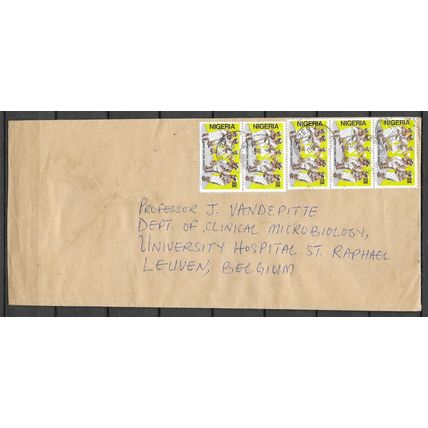 NIGERIA NIGERIA NIGERIA NIGERIA NIGERIA
PROFESSOR J. VANDEPITTE
DEPT. OF CLINICAL MICROBIOLOGY,
UNIVERSITY HOSPITAL ST. RAPHAEL
LEUVEN, BELGIUM